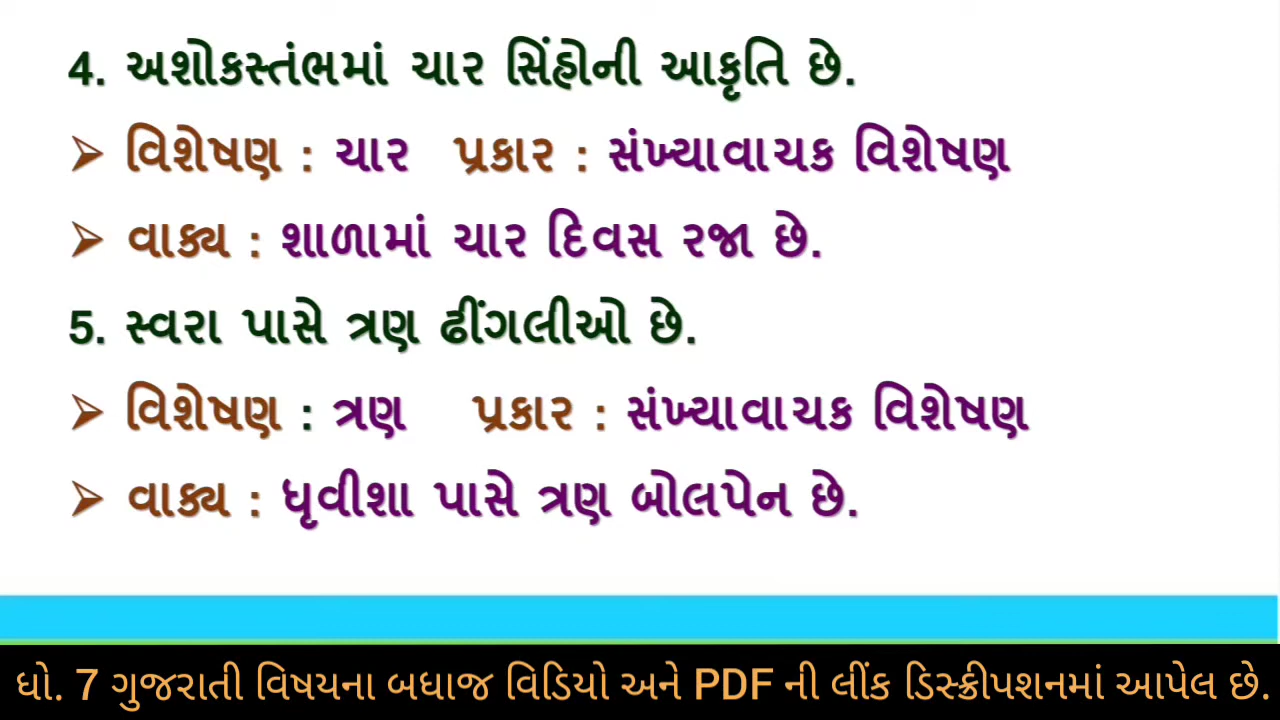 4. અશોકસ્તંભમાં ચાર સિંહોની આકૃતિ છે.
➢ વિશેષણ : ચાર પ્રકાર : સંખ્યાવાચક વિશેષણ
➢ વાક્ય : શાળામાં ચાર દિવસ રજા છે.
5. સ્વરા પાસે ત્રણ ઢીંગલીઓ છે.
➢ વિશેષણ : ત્રણ પ્રકાર : સંખ્યાવાચક વિશેષણ
➢ વાક્ય : ધૃવીશા પાસે ત્રણ બોલપેન છે.
ધો. 7 ગુજરાતી વિષયના બધાજ વિડિયો અને PDF ની લીંક ડિસ્ક્રીપશનમાં આપેલ છે.